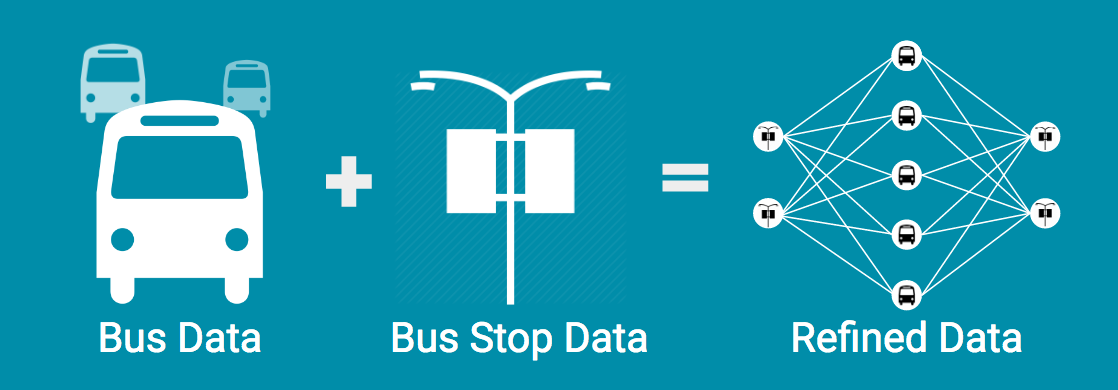 Bus Data
Bus Stop Data
Refined Data